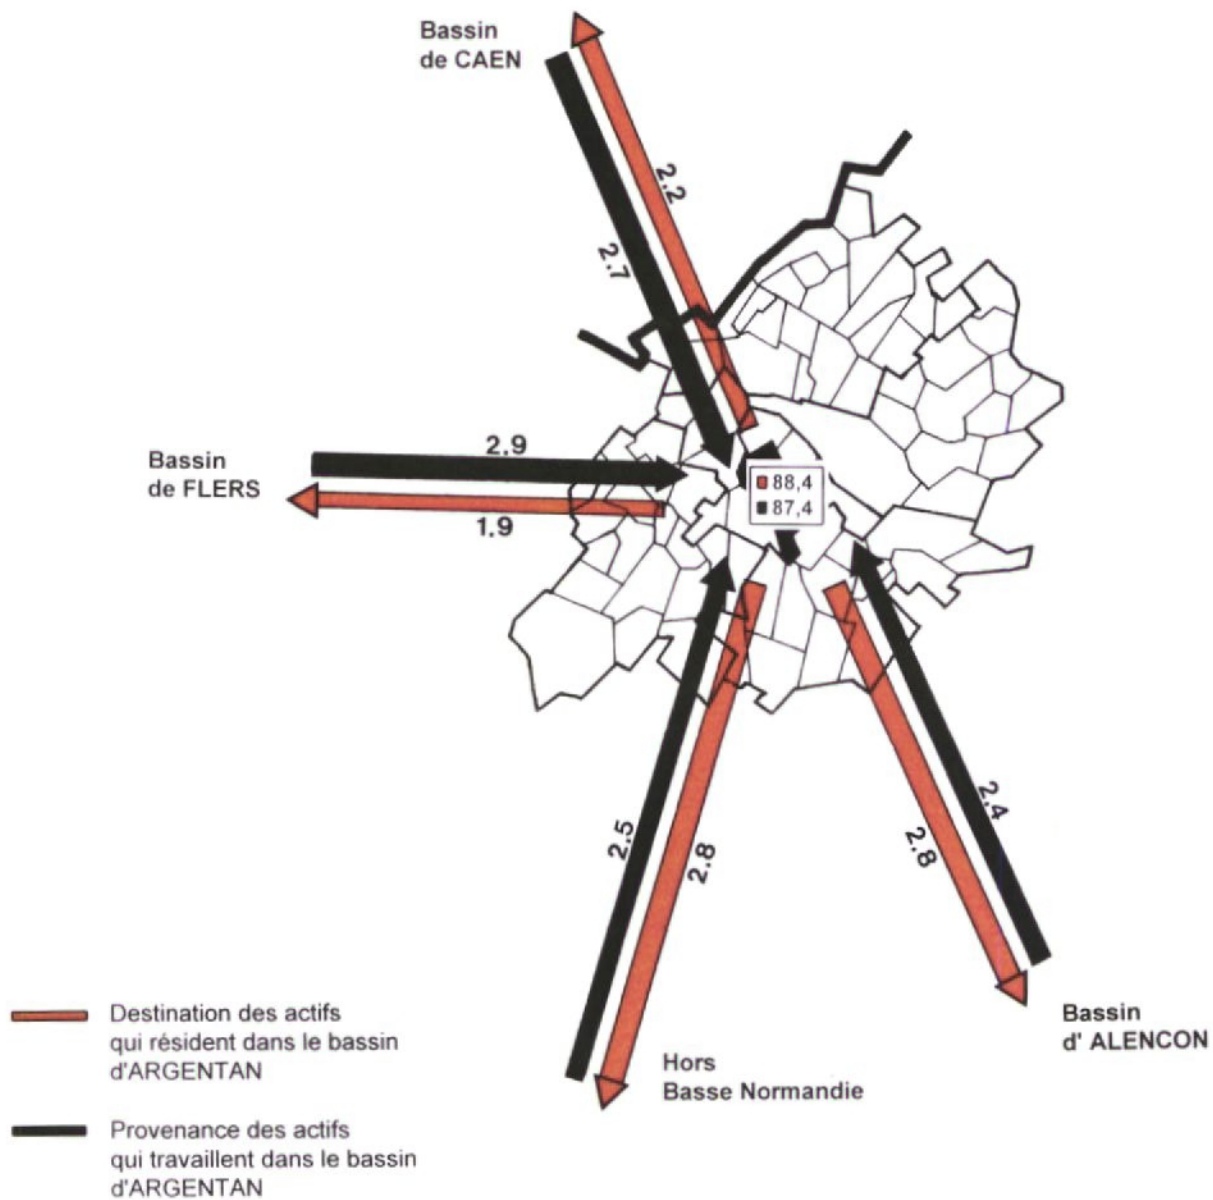 Bassin
de CAEN
2.2
2.7
Bassin
de FLERS
2.9
1.9
88,4
87,4
2.5
2.8
2.8
2.4
Bassin
d' ALENCON
Hors
Basse Normandie
Destination des actifs
qui résident dans le bassin
d'ARGENTAN
Provenance des actifs
qui travaillent dans le bassin
d'ARGENTAN